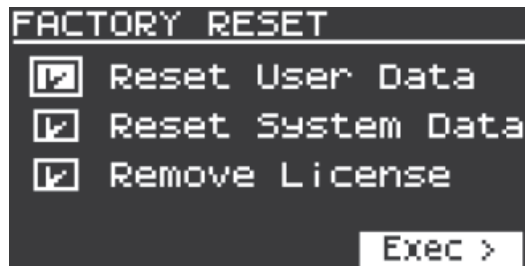 FACTORY RESET
Reset User Data
Reset System Data
Remove License
Exec >